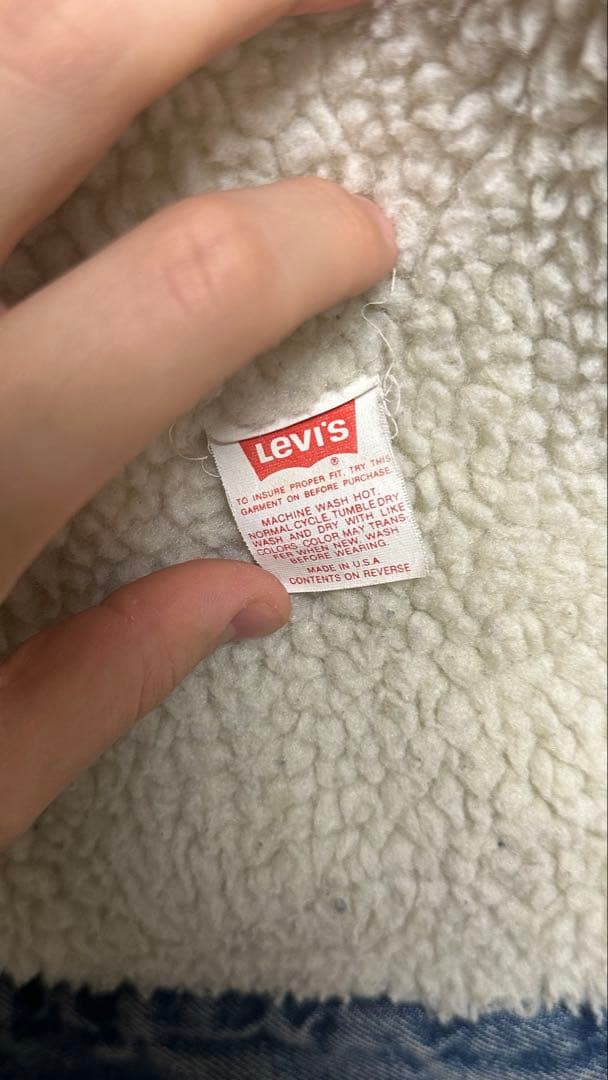 Levi's
®
TO INSURE PROPER FIT, TRY THIS
GARMENT ON BEFORE PURCHASE.
MACHINE WASH HOT,
NORMAL CYCLE, TUMBLE DRY
WASH AND DRY WITH LIKE
COLORS. COLOR MAY TRANS
FER WHEN NEW, WASH
BEFORE WEARING.
MADE IN U.S.A
CONTENTS ON REVERSE